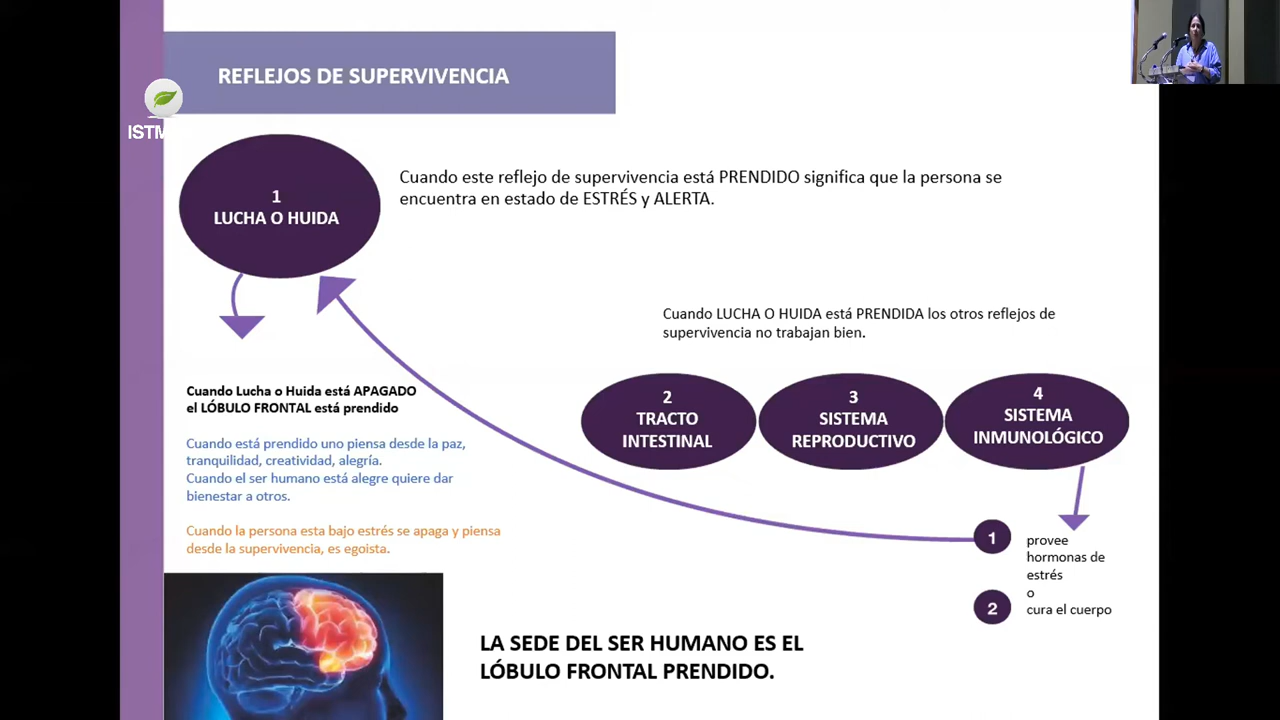 REFLEJOS DE SUPERVIVENCIA
ISTM
1
LUCHA O HUIDA
Cuando este reflejo de supervivencia está PRENDIDO significa que la persona se
encuentra en estado de ESTRÉS y ALERTA.
Cuando LUCHA O HUIDA está PRENDIDA los otros reflejos de
supervivencia no trabajan bien.
2
TRACTO
INTESTINAL
3
SISTEMA
REPRODUCTIVO
4
SISTEMA
INMUNOLÓGICO
Cuando Lucha o Huida está APAGADO
el LÓBULO FRONTAL está prendido
Cuando está prendido uno piensa desde la paz,
tranquilidad, creatividad, alegría.
Cuando el ser humano está alegre quiere dar
bienestar a otros.
Cuando la persona esta bajo estrés se apaga y piensa
desde la supervivencia, es egoista.
1
provee
hormonas de
estrés
o
2
cura el cuerpo
LA SEDE DEL SER HUMANO ES EL
LÓBULO FRONTAL PRENDIDO.